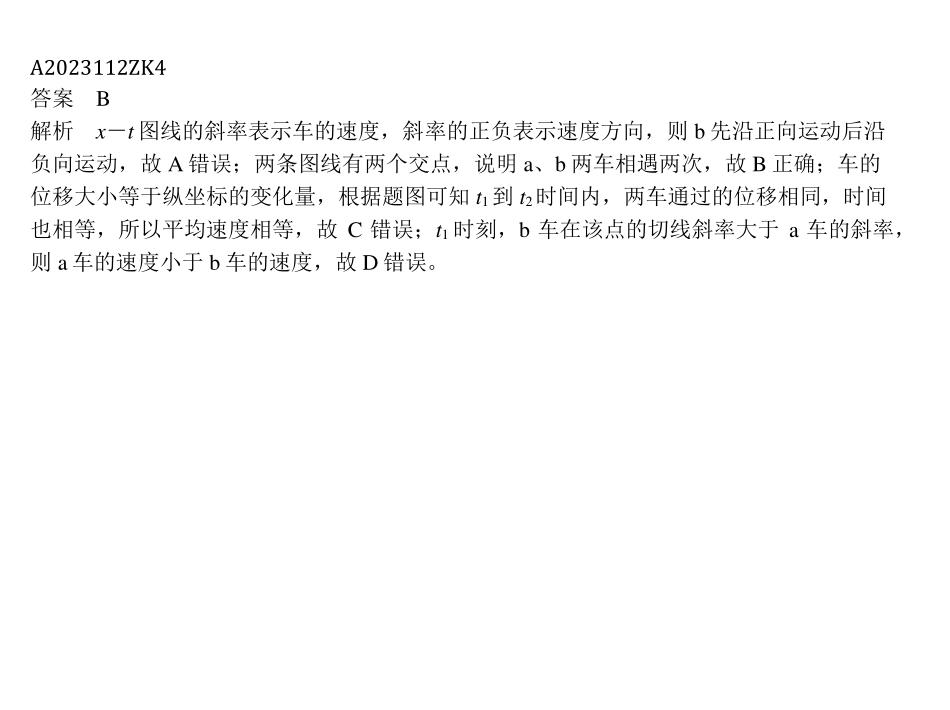 A2023112ZK4
答案　B
解析　x－t图线的斜率表示车的速度，斜率的正负表示速度方向，则 b 先沿正向运动后沿
负向运动，故 A 错误；两条图线有两个交点，说明 a、b 两车相遇两次，故 B 正确；车的
位移大小等于纵坐标的变化量，根据题图可知 t₁ 到 t₂ 时间内，两车通过的位移相同，时间
也相等，所以平均速度相等，故 C 错误；t₁ 时刻，b 车在该点的切线斜率大于 a 车的斜率，
则 a 车的速度小于 b 车的速度，故 D 错误。